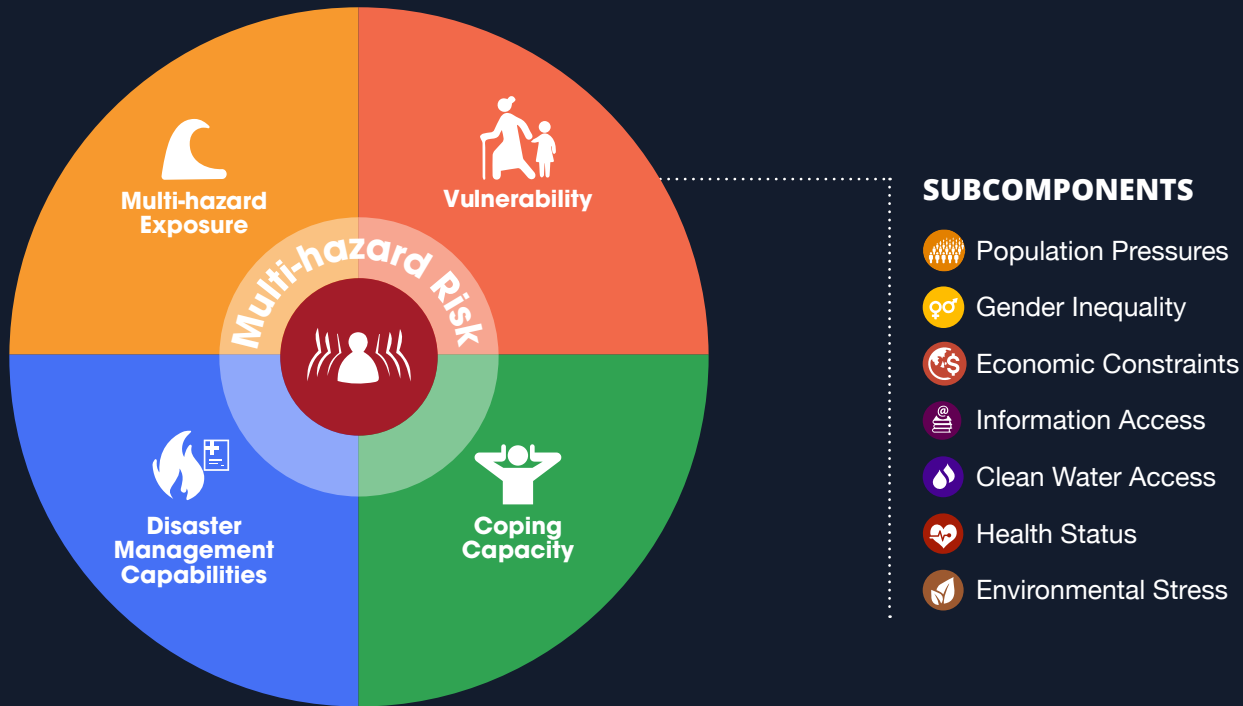 Multi-hazard
Exposure
Vulnerability
Multi-hazard Risk
Disaster
Management
Capabilities
Coping
Capacity
SUBCOMPONENTS
Population Pressures
Gender Inequality
$
Economic Constraints
@
Information Access
Clean Water Access
Health Status
Environmental Stress